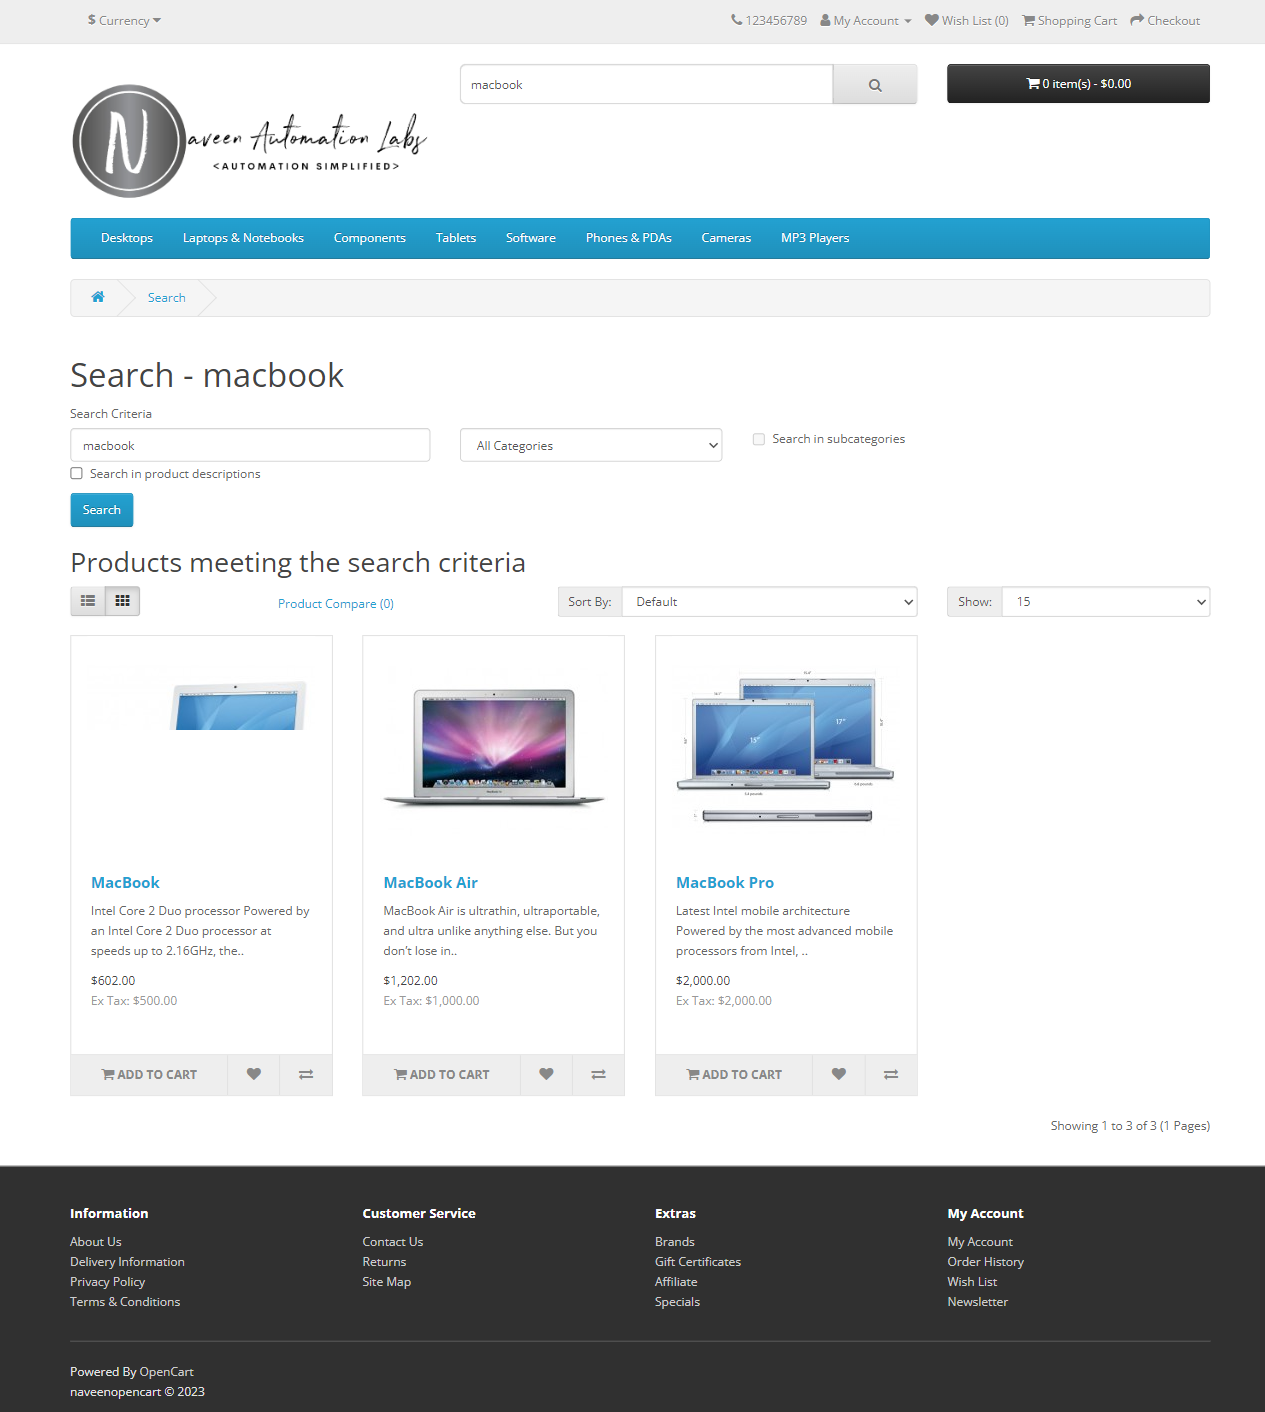 $ Currency
123456789 My Account Wish List (0) Shopping Cart Checkout
N
aveen Automation Labs
<AUTOMATION SIMPLIFIED>
macbook
0 item(s) - $0.00
Desktops Laptops & Notebooks Components Tablets Software Phones & PDAs Cameras MP3 Players
Search
Search - macbook
Search Criteria
macbook
All Categories
Search in subcategories
Search in product descriptions
Search
Products meeting the search criteria
Product Compare (0)
Sort By: Default
Show: 15
15"
17"
MacBook
Intel Core 2 Duo processor Powered by
an Intel Core 2 Duo processor at
speeds up to 2.16GHz, the..
$602.00
Ex Tax: $500.00
ADD TO CART
MacBook Air
MacBook Air is ultrathin, ultraportable,
and ultra unlike anything else. But you
don’t lose in..
$1,202.00
Ex Tax: $1,000.00
ADD TO CART
MacBook Pro
Latest Intel mobile architecture
Powered by the most advanced mobile
processors from Intel, ..
$2,000.00
Ex Tax: $2,000.00
ADD TO CART
Showing 1 to 3 of 3 (1 Pages)
Information
About Us
Delivery Information
Privacy Policy
Terms & Conditions
Customer Service
Contact Us
Returns
Site Map
Extras
Brands
Gift Certificates
Affiliate
Specials
My Account
My Account
Order History
Wish List
Newsletter
Powered By OpenCart
naveenopencart © 2023